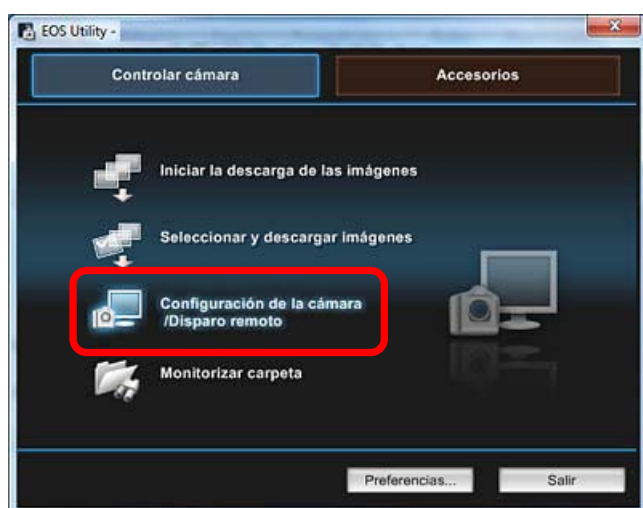 EOS Utility -
Controlar cámara
Accesorios
Iniciar la descarga de las imágenes
Seleccionar y descargar imágenes
Configuración de la cámara
/Disparo remoto
Monitorizar carpeta
Preferencias...
Salir